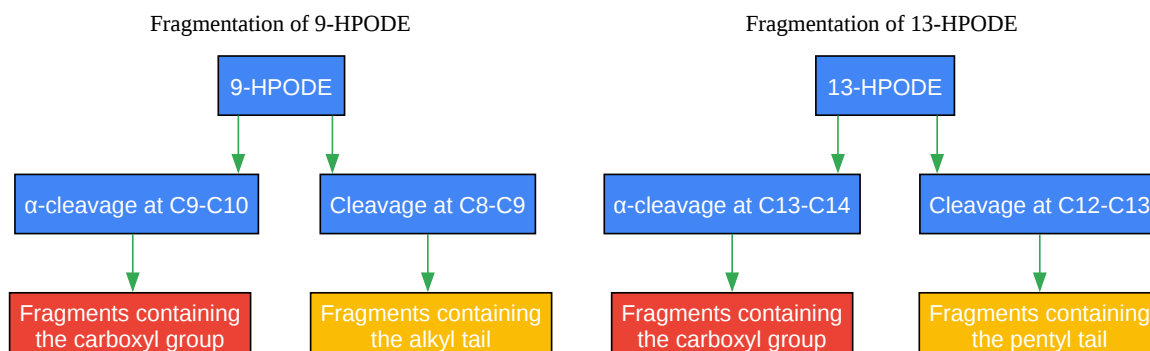 Fragmentation of 9-HPODE
9-HPODE
α-cleavage at C9-C10
Cleavage at C8-C9
Fragments containing
the carboxyl group
Fragments containing
the alkyl tail
Fragmentation of 13-HPODE
13-HPODE
α-cleavage at C13-C14
Cleavage at C12-C13
Fragments containing
the carboxyl group
Fragments containing
the pentyl tail